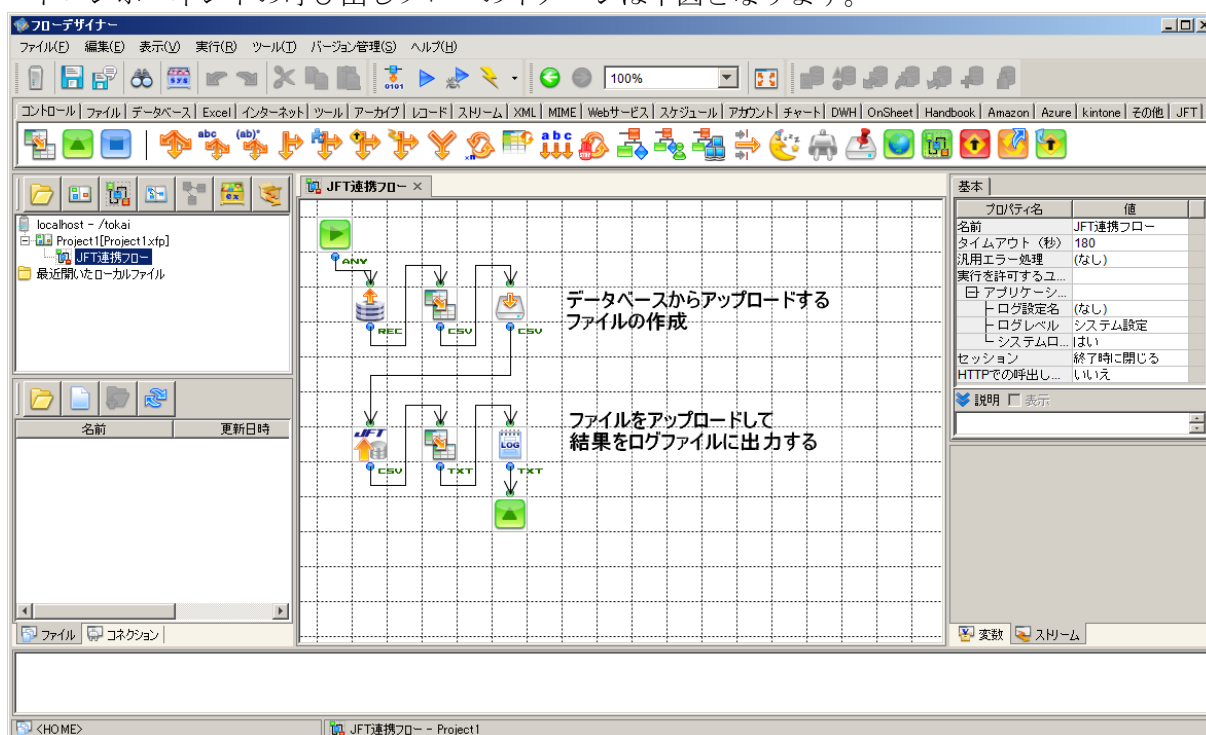 フローデザイナー
ファイル(F) 編集(E) 表示(V) 実行(R) ツール(T) バージョン管理(S) ヘルプ(H)
sys
0101
100%
コントロール ファイル データベース Excel インターネット ツール アーカイブ レコード ストリーム XML MIME Webサービス スケジュール アカウント チャート DWH OnSheet Handbook Amazon Azure kintone その他 JFT
abc (ab)* abc
ex
localhost - /tokai
Project1[Project1.xfp]
JFT連携フロー
最近開いたローカルファイル
名前 更新日時
ファイル コネクション
JFT連携フロー ×
ANY
REC CSV CSV
データベースからアップロードする
ファイルの作成
JFT LOG
CSV TXT TXT
ファイルをアップロードして
結果をログファイルに出力する
基本
プロパティ名 値
名前 JFT連携フロー
タイムアウト（秒） 180
汎用エラー処理 (なし)
実行を許可するユ...
アプリケーシ...
ログ設定名 (なし)
ログレベル システム設定
システムロ... はい
セッション 終了時に閉じる
HTTPでの呼出し... いいえ
説明 表示
変数 ストリーム
<HOME> JFT連携フロー - Project1